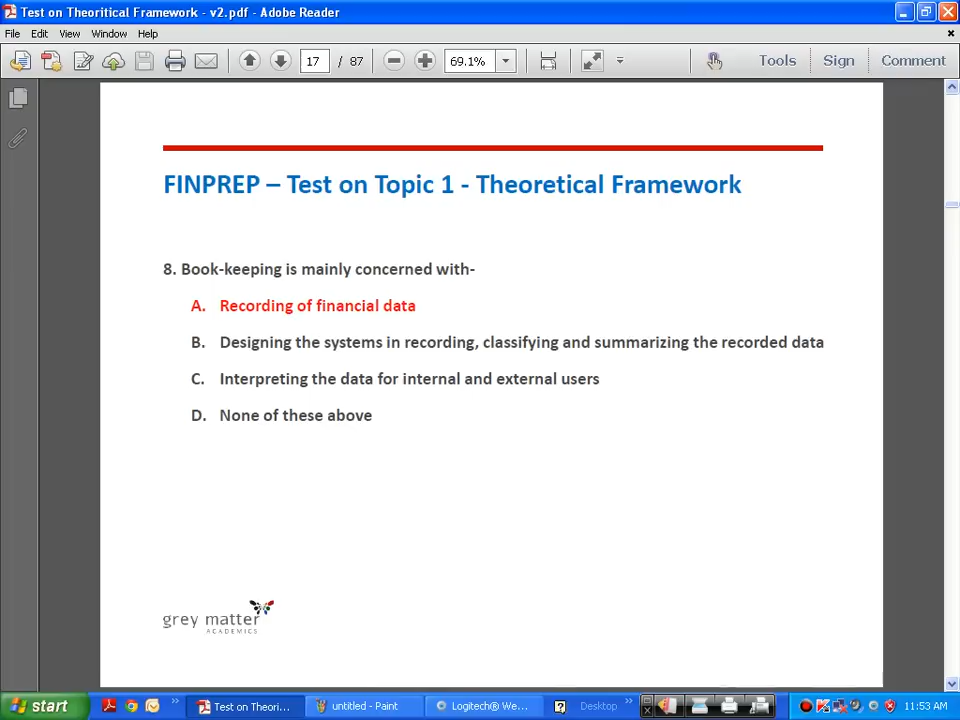 Test on Theoritical Framework - v2.pdf - Adobe Reader
File Edit View Window Help
17 / 87 69.1% Tools Sign Comment
FINPREP – Test on Topic 1 - Theoretical Framework
8. Book-keeping is mainly concerned with-
A. Recording of financial data
B. Designing the systems in recording, classifying and summarizing the recorded data
C. Interpreting the data for internal and external users
D. None of these above
grey matter
ACADEMICS
start Test on Theori... untitled - Paint Logitech® We... Desktop 11:53 AM